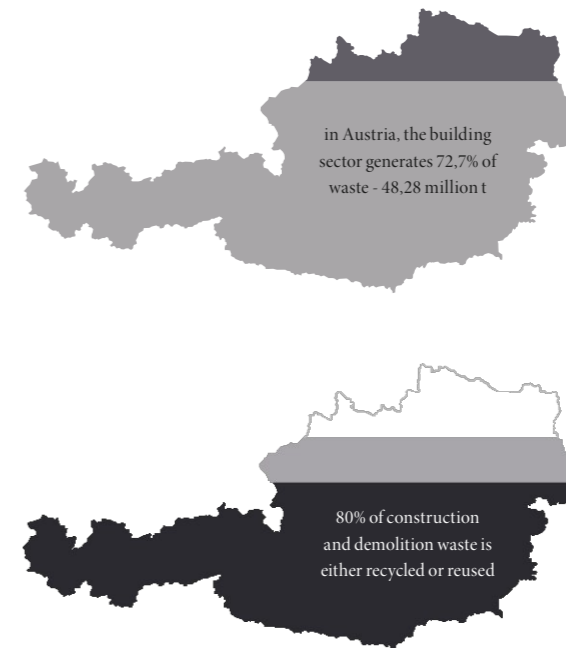 in Austria, the building
sector generates 72,7% of
waste - 48,28 million t
80% of construction
and demolition waste is
either recycled or reused